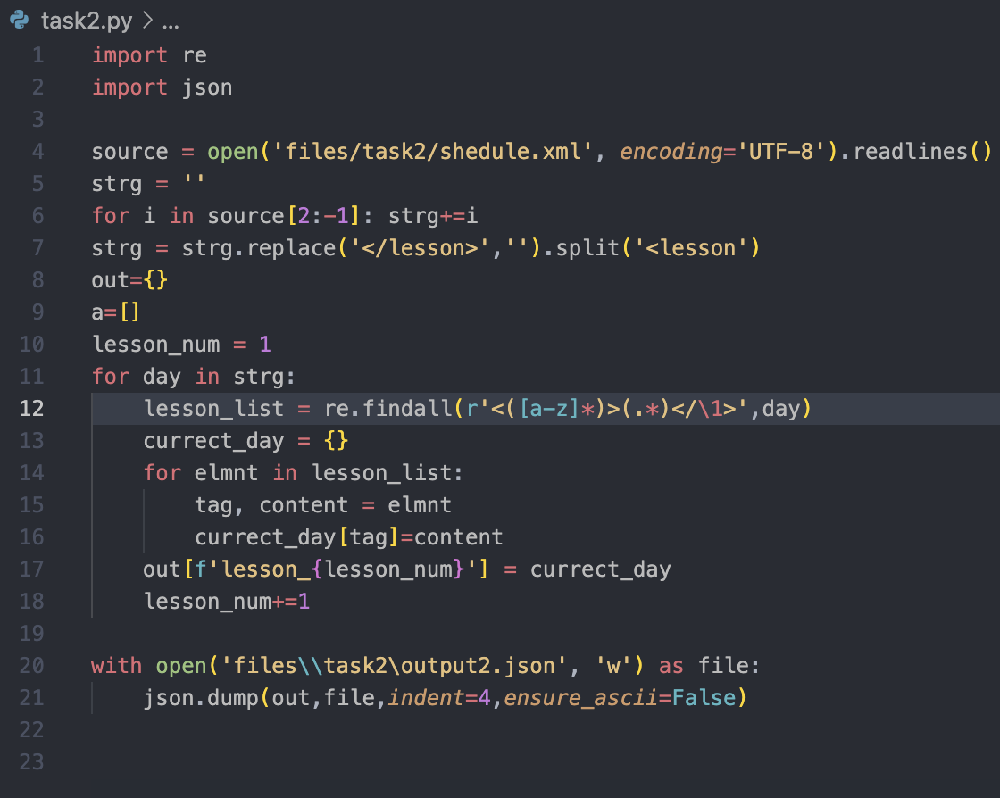 task2.py > ...
1 import re
2 import json
3
4 source = open('files/task2/shedule.xml', encoding='UTF-8').readlines()
5 strg = ''
6 for i in source[2:-1]: strg+=i
7 strg = strg.replace('</lesson>','').split('<lesson')
8 out={}
9 a=[]
10 lesson_num = 1
11 for day in strg:
12     lesson_list = re.findall(r'<([a-z]*)>(.*)</\1>',day)
13     currect_day = {}
14     for elmnt in lesson_list:
15         tag, content = elmnt
16         currect_day[tag]=content
17     out[f'lesson_{lesson_num}'] = currect_day
18     lesson_num+=1
19
20 with open('files\\task2\output2.json', 'w') as file:
21     json.dump(out,file,indent=4,ensure_ascii=False)
22
23